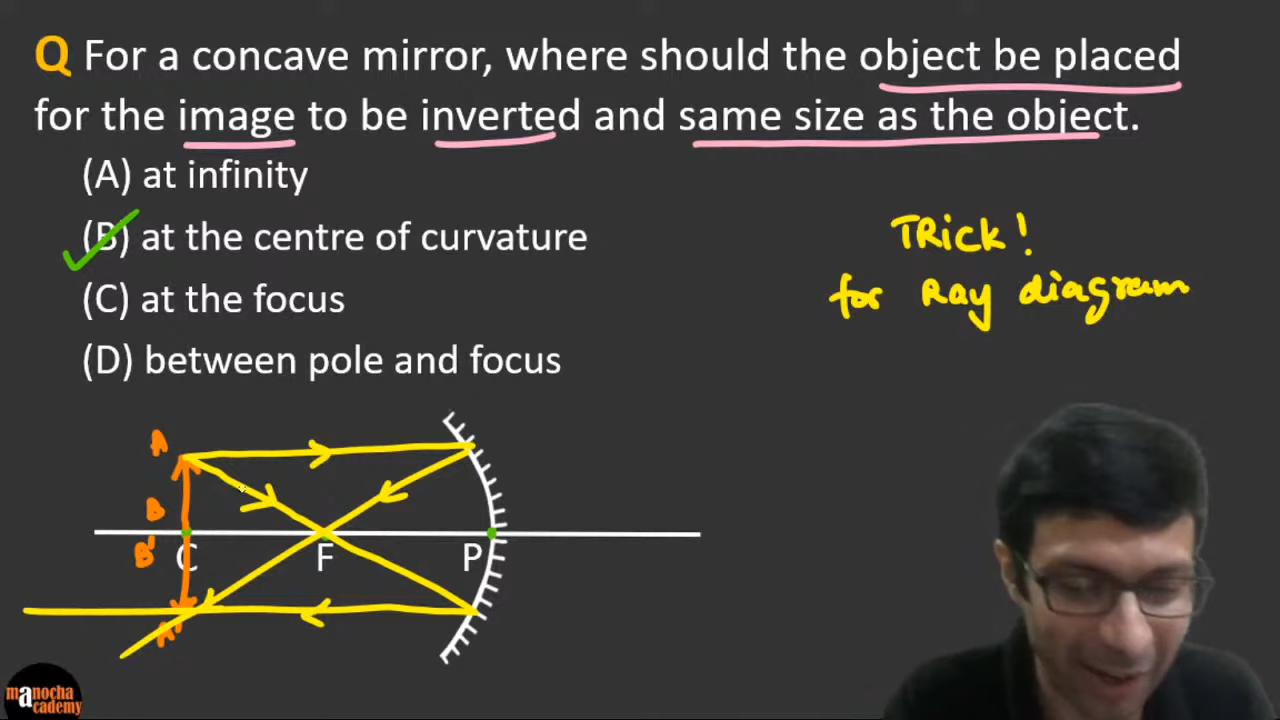 Q For a concave mirror, where should the object be placed
for the image to be inverted and same size as the object.
(A) at infinity
(B) at the centre of curvature
(C) at the focus
(D) between pole and focus
TRick!
for Ray diagram
A
B
B'
C
F
P
A'
manocha
academy